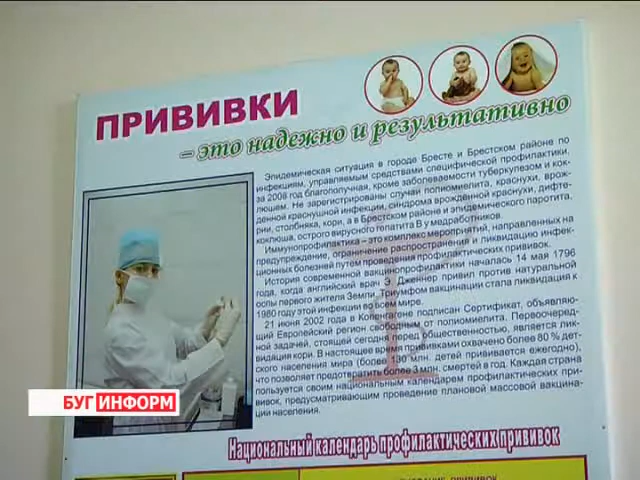 ПРИВИВКИ
– это надежно и результативно
Эпидемическая ситуация в городе Бресте и Брестском районе по
инфекциям, управляемым средствами специфической профилактики,
за 2008 год благополучная, кроме заболеваемости туберкулезом и кок-
люшем. Не зарегистрированы случаи полиомиелита, краснухи, врож-
денной краснушной инфекции, синдрома врожденной краснухи, дифте-
рии, столбняка, кори, а в Брестском районе и эпидемического паротита,
коклюша, острого вирусного гепатита В у медработников.
Иммунопрофилактика – это комплекс мероприятий, направленных на
предупреждение, ограничение распространения и ликвидацию инфек-
ционных болезней путем проведения профилактических прививок.
История современной вакцинопрофилактики началась 14 мая 1796
года, когда английский врач Э. Дженнер привил против натуральной
оспы первого жителя Земли. Триумфом вакцинации стала ликвидация к
1980 году этой инфекции во всем мире.
21 июня 2002 года в Копенгагене подписан Сертификат, объявляю-
щий Европейский регион свободным от полиомиелита. Первоочеред-
ной задачей, стоящей сегодня перед общественностью, является лик-
видация кори. В настоящее время прививками охвачено более 80 % дет-
ского населения мира (более 130 млн. детей прививается ежегодно),
что позволяет предотвратить более 3 млн. смертей в год. Каждая страна
пользуется своим национальным календарем профилактических при-
вивок, предусматривающим проведение плановой массовой вакцина-
ции населения.
Национальный календарь профилактических прививок
БУГ ИНФОРМ